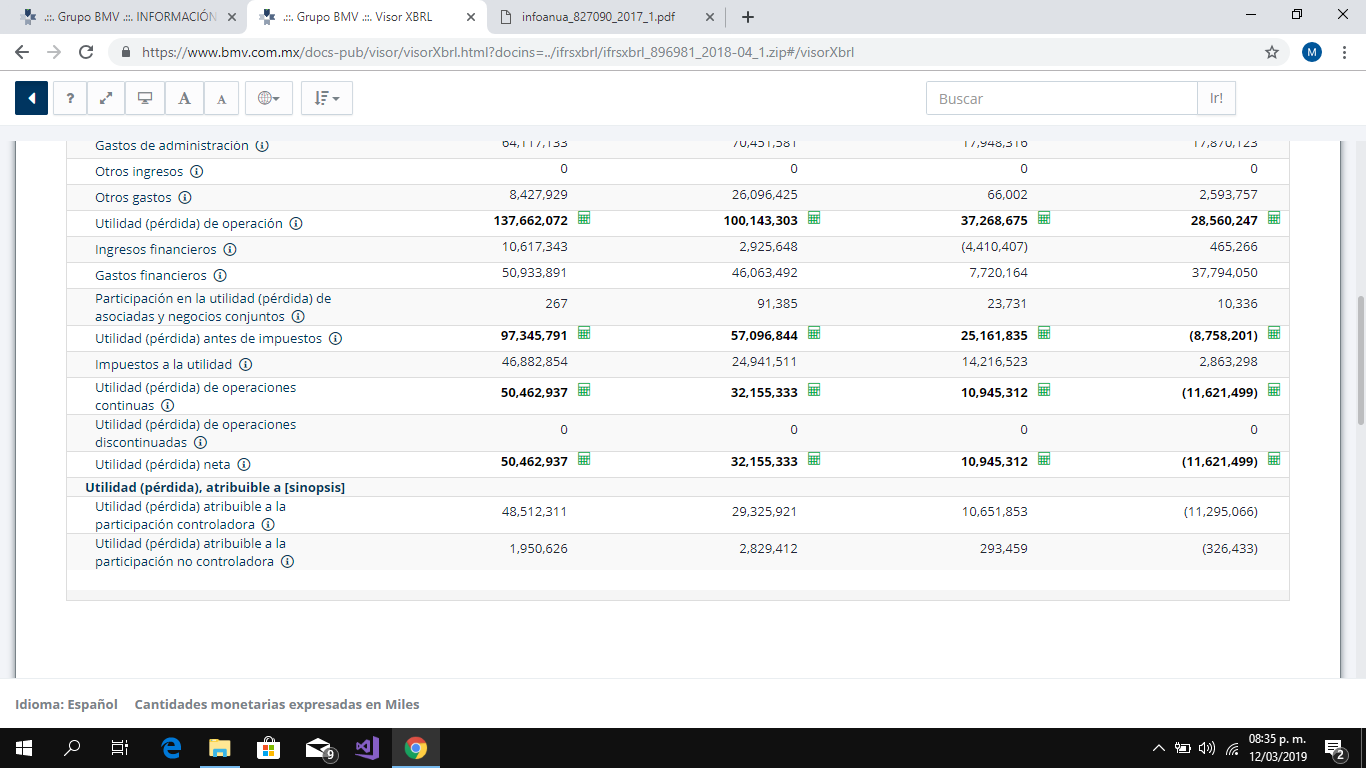 .::. Grupo BMV .::. INFORMACIÓN
.::. Grupo BMV .::. Visor XBRL
infoanua_827090_2017_1.pdf
https://www.bmv.com.mx/docs-pub/visor/visorXbrl.html?docins=../ifrsxbrl/ifrsxbrl_896981_2018-04_1.zip#/visorXbrl
M
? A A
Buscar Ir!
Gastos de administración 64,117,133 70,451,581 17,948,316 17,870,123
Otros ingresos 0 0 0 0
Otros gastos 8,427,929 26,096,425 66,002 2,593,757
Utilidad (pérdida) de operación 137,662,072 100,143,303 37,268,675 28,560,247
Ingresos financieros 10,617,343 2,925,648 (4,410,407) 465,266
Gastos financieros 50,933,891 46,063,492 7,720,164 37,794,050
Participación en la utilidad (pérdida) de
asociadas y negocios conjuntos 267 91,385 23,731 10,336
Utilidad (pérdida) antes de impuestos 97,345,791 57,096,844 25,161,835 (8,758,201)
Impuestos a la utilidad 46,882,854 24,941,511 14,216,523 2,863,298
Utilidad (pérdida) de operaciones
continuas 50,462,937 32,155,333 10,945,312 (11,621,499)
Utilidad (pérdida) de operaciones
discontinuadas 0 0 0 0
Utilidad (pérdida) neta 50,462,937 32,155,333 10,945,312 (11,621,499)
Utilidad (pérdida), atribuible a [sinopsis]
Utilidad (pérdida) atribuible a la
participación controladora 48,512,311 29,325,921 10,651,853 (11,295,066)
Utilidad (pérdida) atribuible a la
participación no controladora 1,950,626 2,829,412 293,459 (326,433)
Idioma: Español Cantidades monetarias expresadas en Miles
9
08:35 p. m.
12/03/2019
2